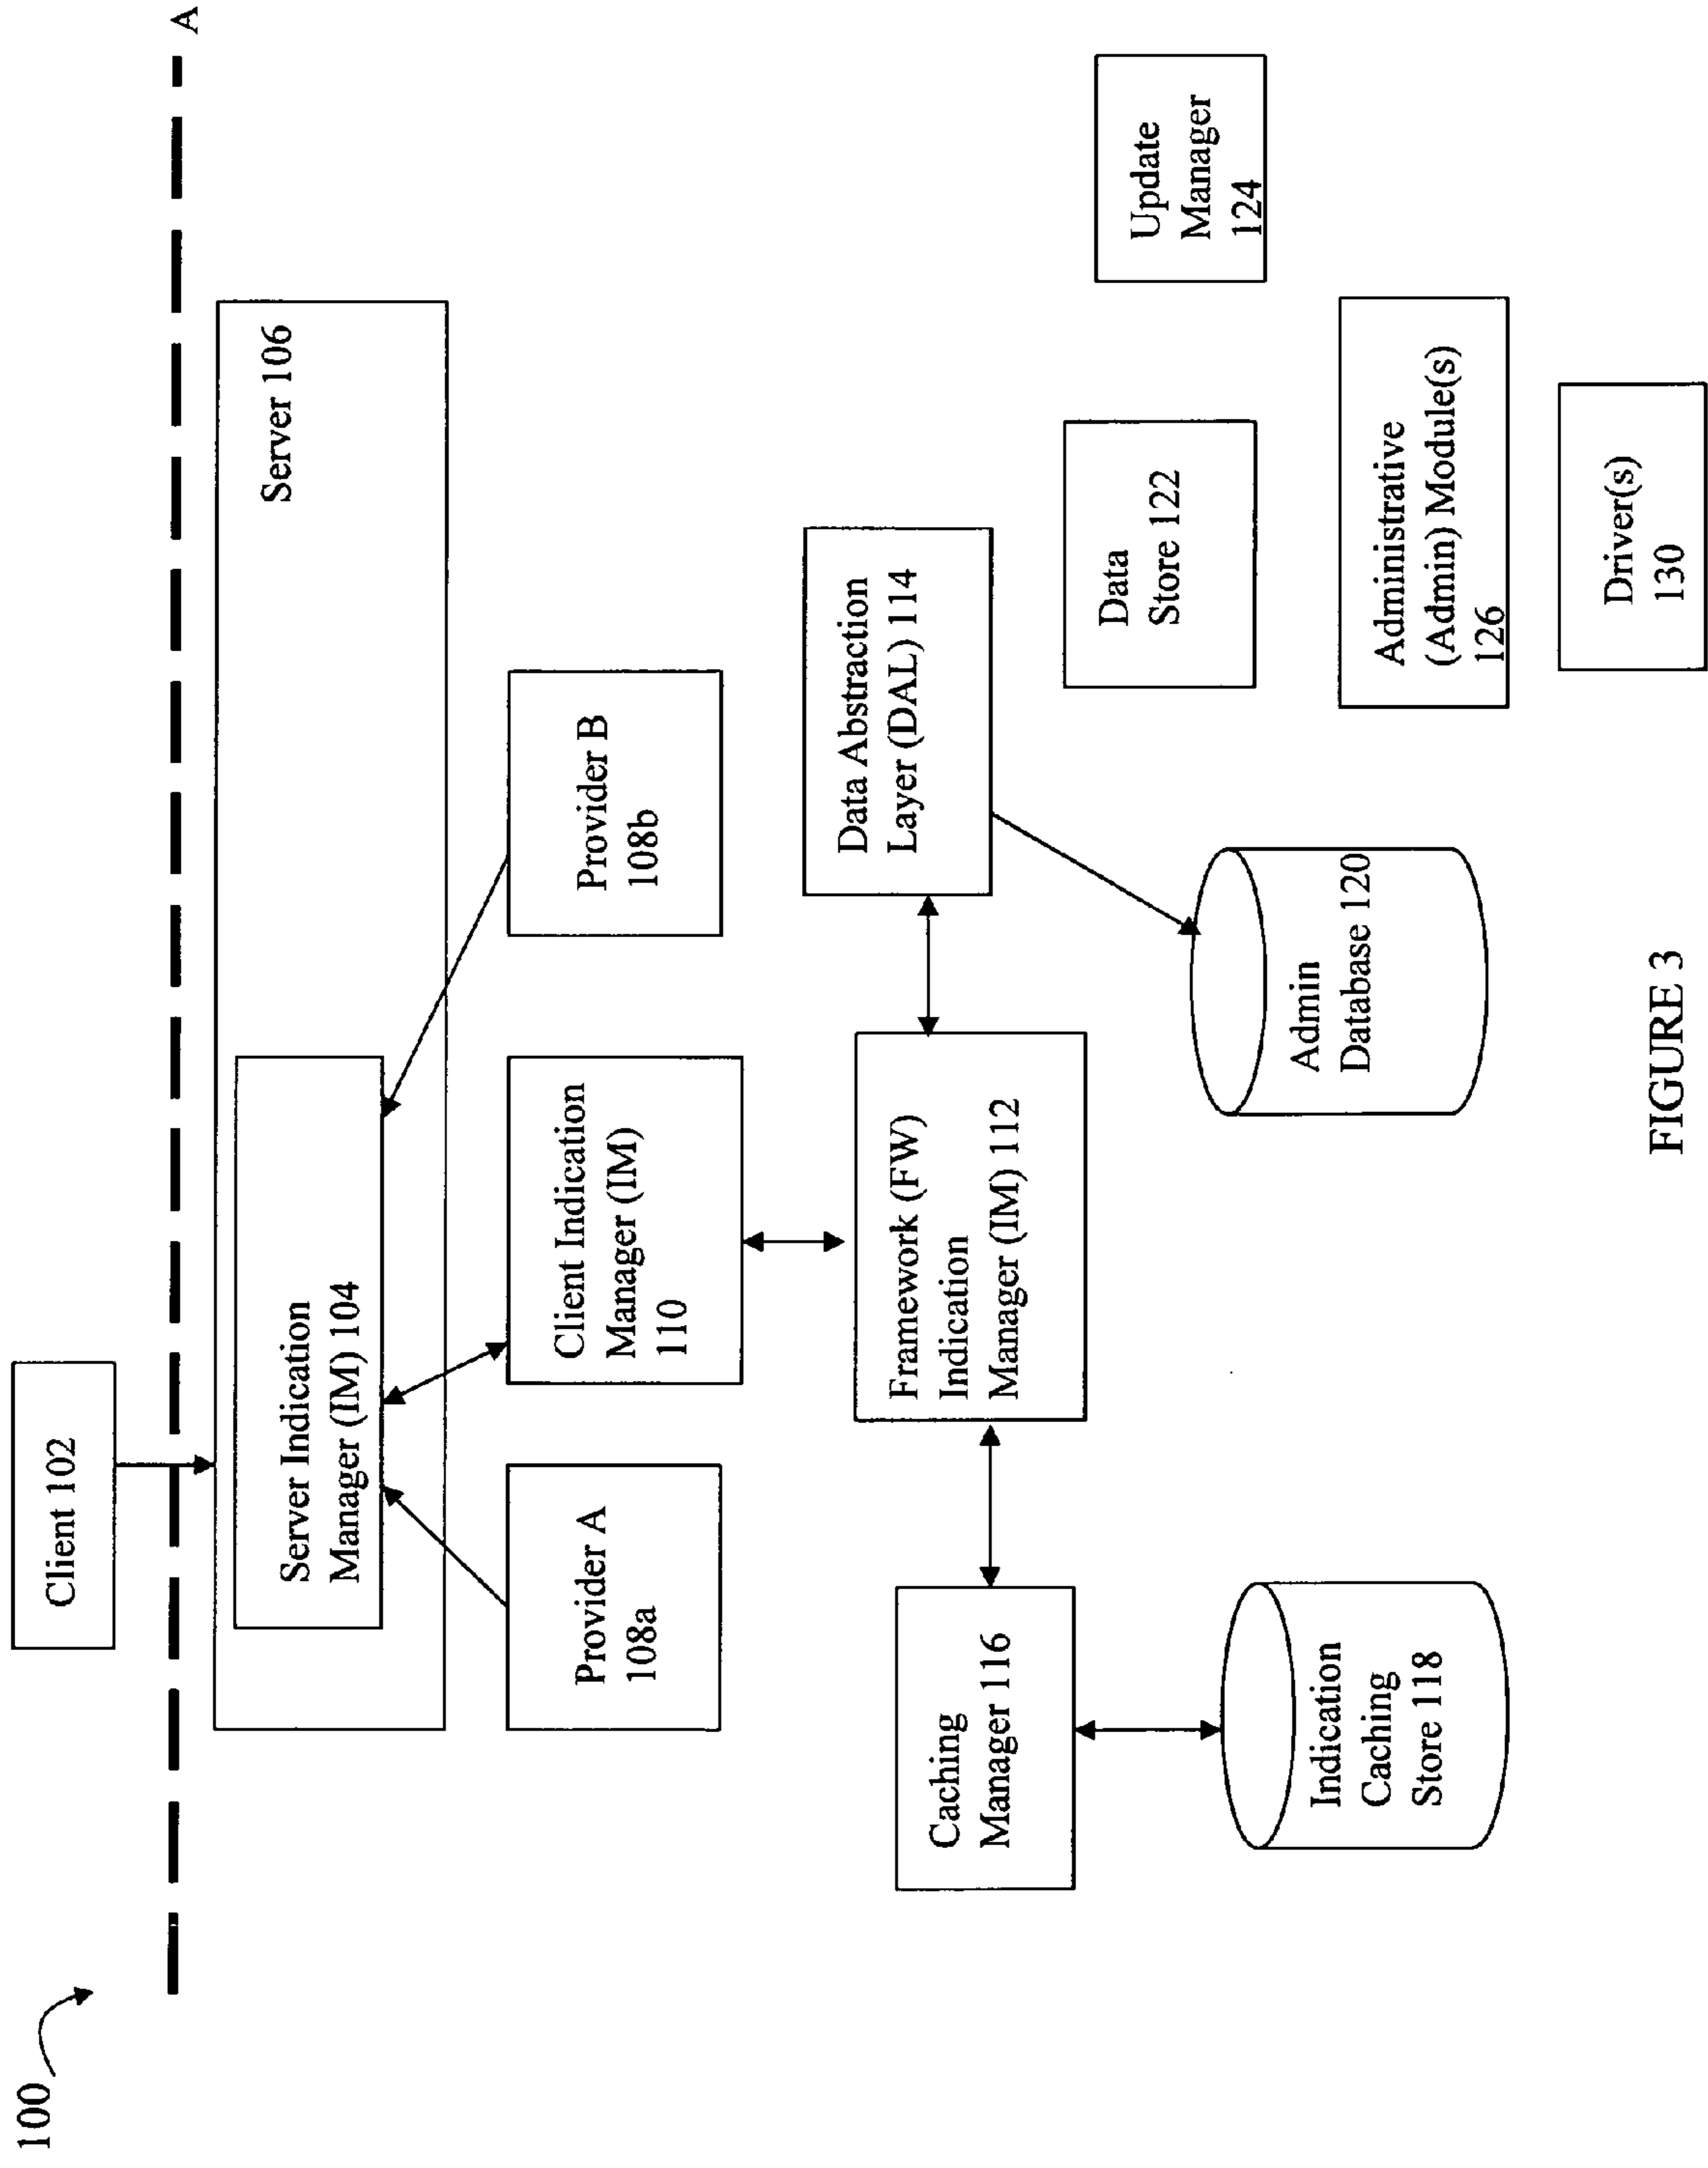 100
A
Client 102
Server 106
Server Indication
Manager (IM) 104
Provider A
108a
Client Indication
Manager (IM)
110
Provider B
108b
Caching
Manager 116
Framework (FW)
Indication
Manager (IM) 112
Data Abstraction
Layer (DAL) 114
Indication
Caching
Store 118
Admin
Database 120
Data
Store 122
Update
Manager
124
Administrative
(Admin) Module(s)
126
Driver(s)
130
FIGURE 3